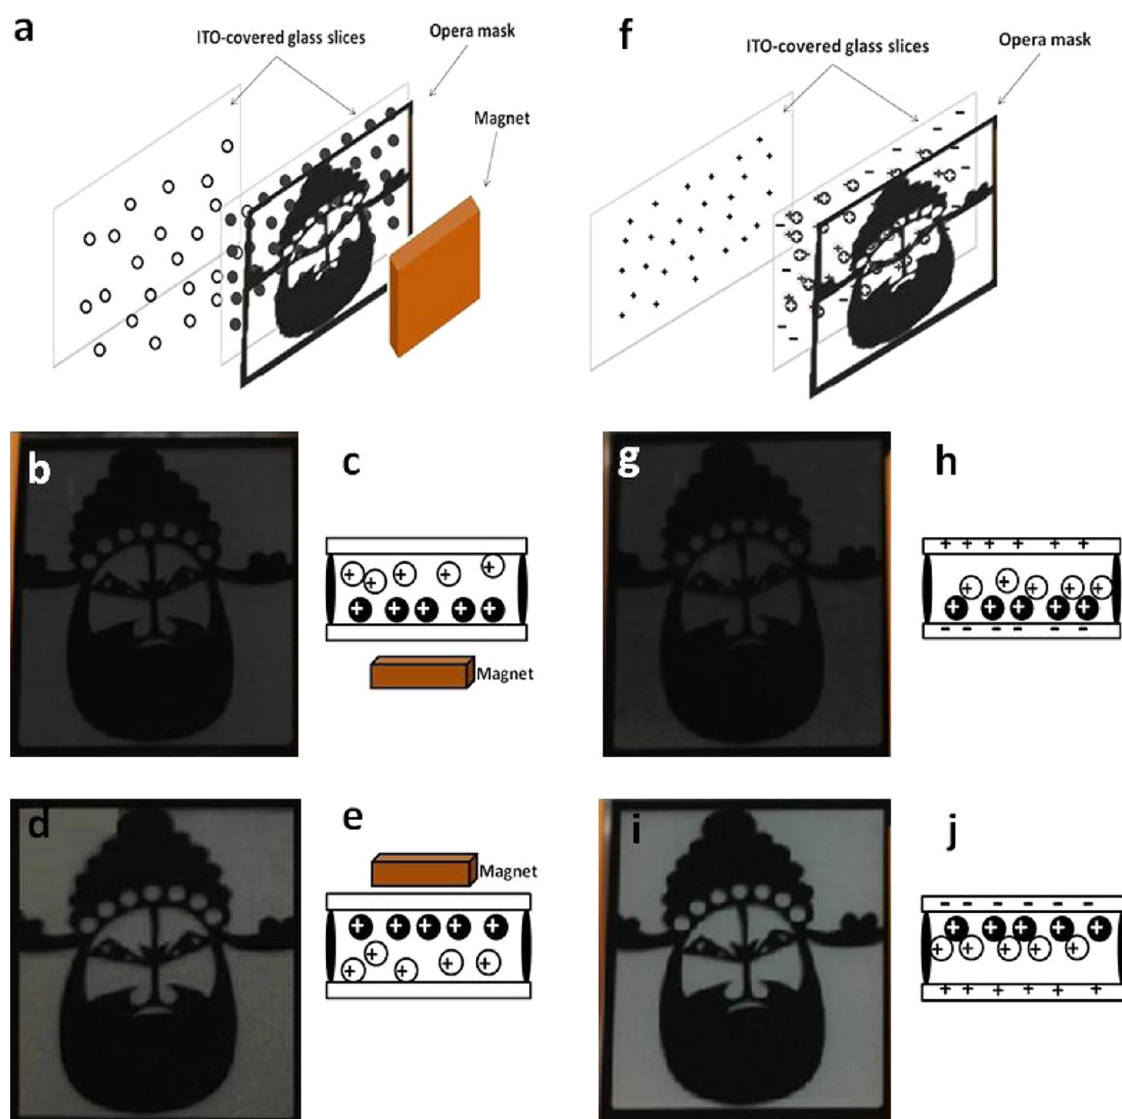 a
ITO-covered glass slices
Opera mask
Magnet
f
ITO-covered glass slices
Opera mask
b
c
Magnet
g
h
d
e
Magnet
i
j